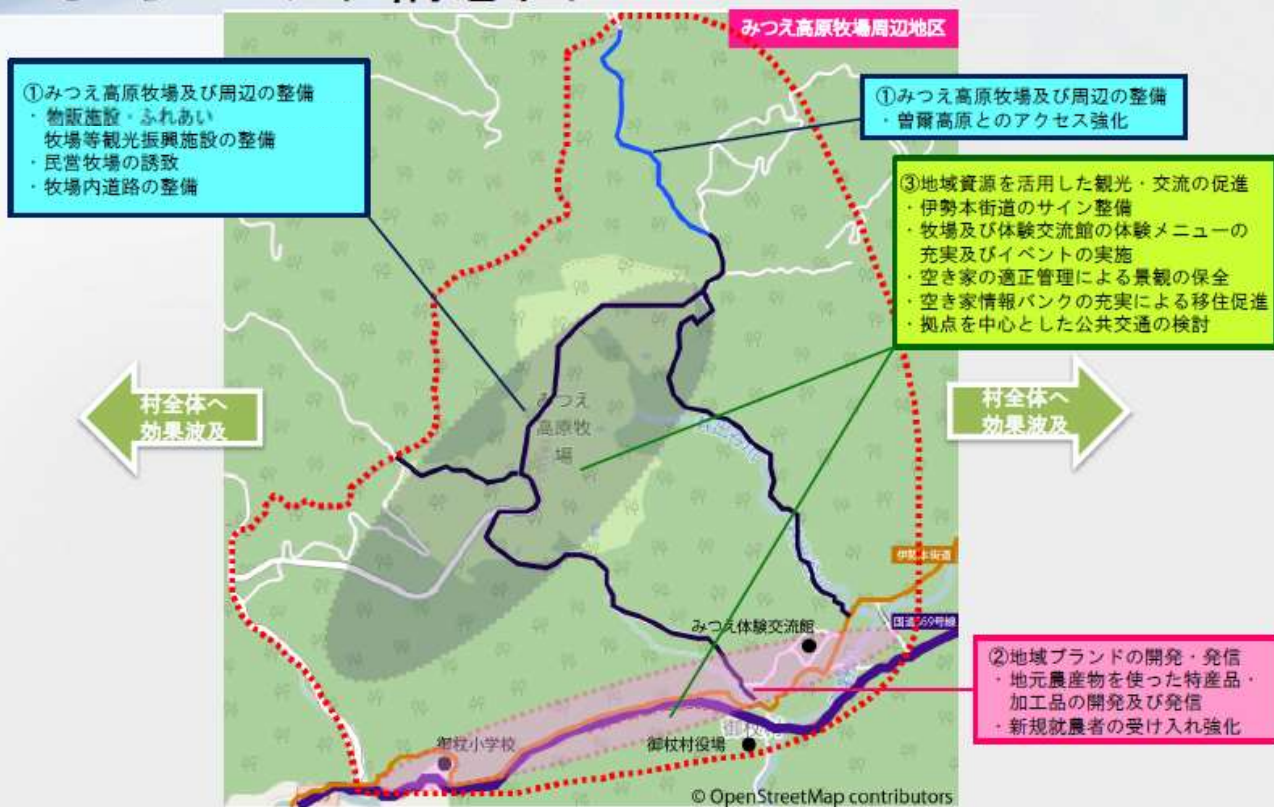 みつえ高原牧場周辺地区
①みつえ高原牧場及び周辺の整備
・物販施設・ふれあい
牧場等観光振興施設の整備
・民営牧場の誘致
・牧場内道路の整備
①みつえ高原牧場及び周辺の整備
・曽爾高原とのアクセス強化
③地域資源を活用した観光・交流の促進
・伊勢本街道のサイン整備
・牧場及び体験交流館の体験メニューの
充実及びイベントの実施
・空き家の適正管理による景観の保全
・空き家情報バンクの充実による移住促進
・拠点を中心とした公共交通の検討
村全体へ
効果波及
みつえ
高原牧
場
村全体へ
効果波及
伊勢本街道
国道369号線
みつえ体験交流館
②地域ブランドの開発・発信
・地元農産物を使った特産品・
加工品の開発及び発信
・新規就農者の受け入れ強化
御杖小学校
御杖村役場
© OpenStreetMap contributors